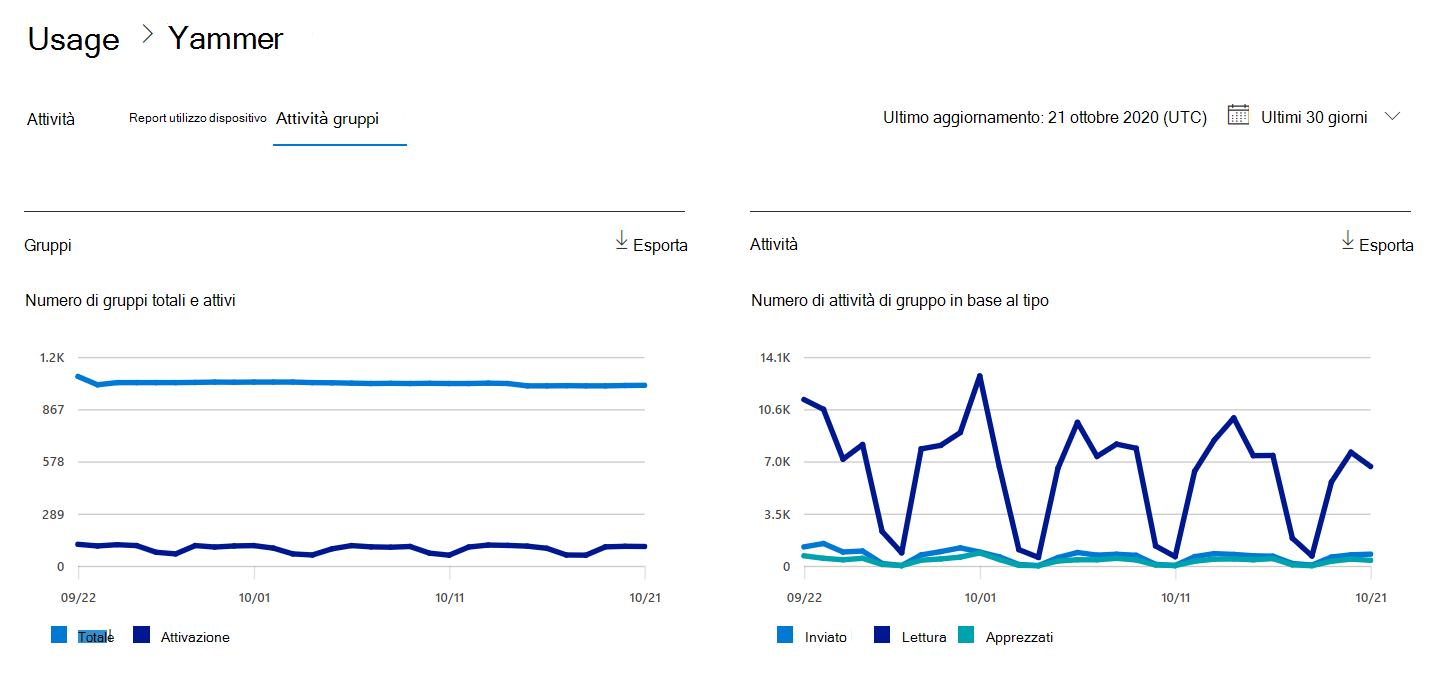 Usage > Yammer
Attività Report utilizzo dispositivo Attività gruppi Ultimo aggiornamento: 21 ottobre 2020 (UTC) Ultimi 30 giorni
Gruppi Esporta
Numero di gruppi totali e attivi
1.2K
867
578
289
0
09/22 10/01 10/11 10/21
Totale Attivazione
Attività Esporta
Numero di attività di gruppo in base al tipo
14.1K
10.6K
7.0K
3.5K
0
09/22 10/01 10/11 10/21
Inviato Lettura Apprezzati